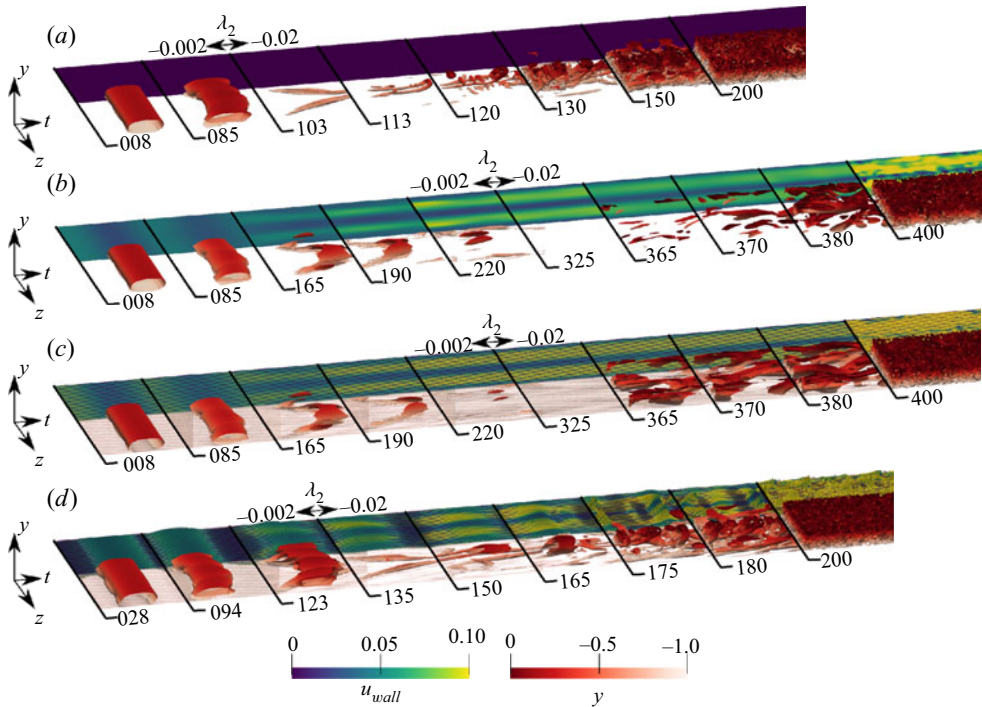 (a)
y
t
z
λ2
–0.002
–0.02
008
085
103
113
120
130
150
200
(b)
y
t
z
λ2
–0.002
–0.02
008
085
165
190
220
325
365
370
380
400
(c)
y
t
z
λ2
–0.002
–0.02
008
085
165
190
220
325
365
370
380
400
(d)
y
t
z
λ2
–0.002
–0.02
028
094
123
135
150
165
175
180
200
0 0.05 0.10
u_wall
0 –0.5 –1.0
y